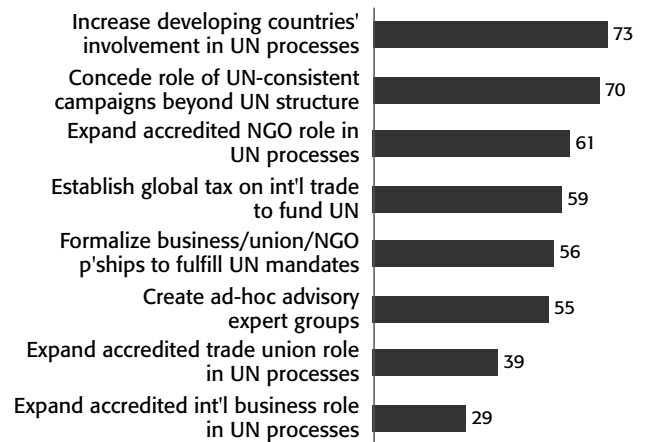 Increase developing countries'
involvement in UN processes
73
Concede role of UN-consistent
campaigns beyond UN structure
70
Expand accredited NGO role in
UN processes
61
Establish global tax on int'l trade
to fund UN
59
Formalize business/union/NGO
p'ships to fulfill UN mandates
56
Create ad-hoc advisory
expert groups
55
Expand accredited trade union role
in UN processes
39
Expand accredited int'l business role
in UN processes
29